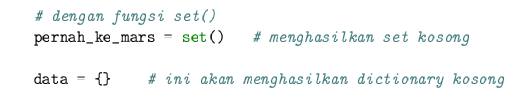 # dengan fungsi set()
pernah_ke_mars = set()   # menghasilkan set kosong
data = {}    # ini akan menghasilkan dictionary kosong